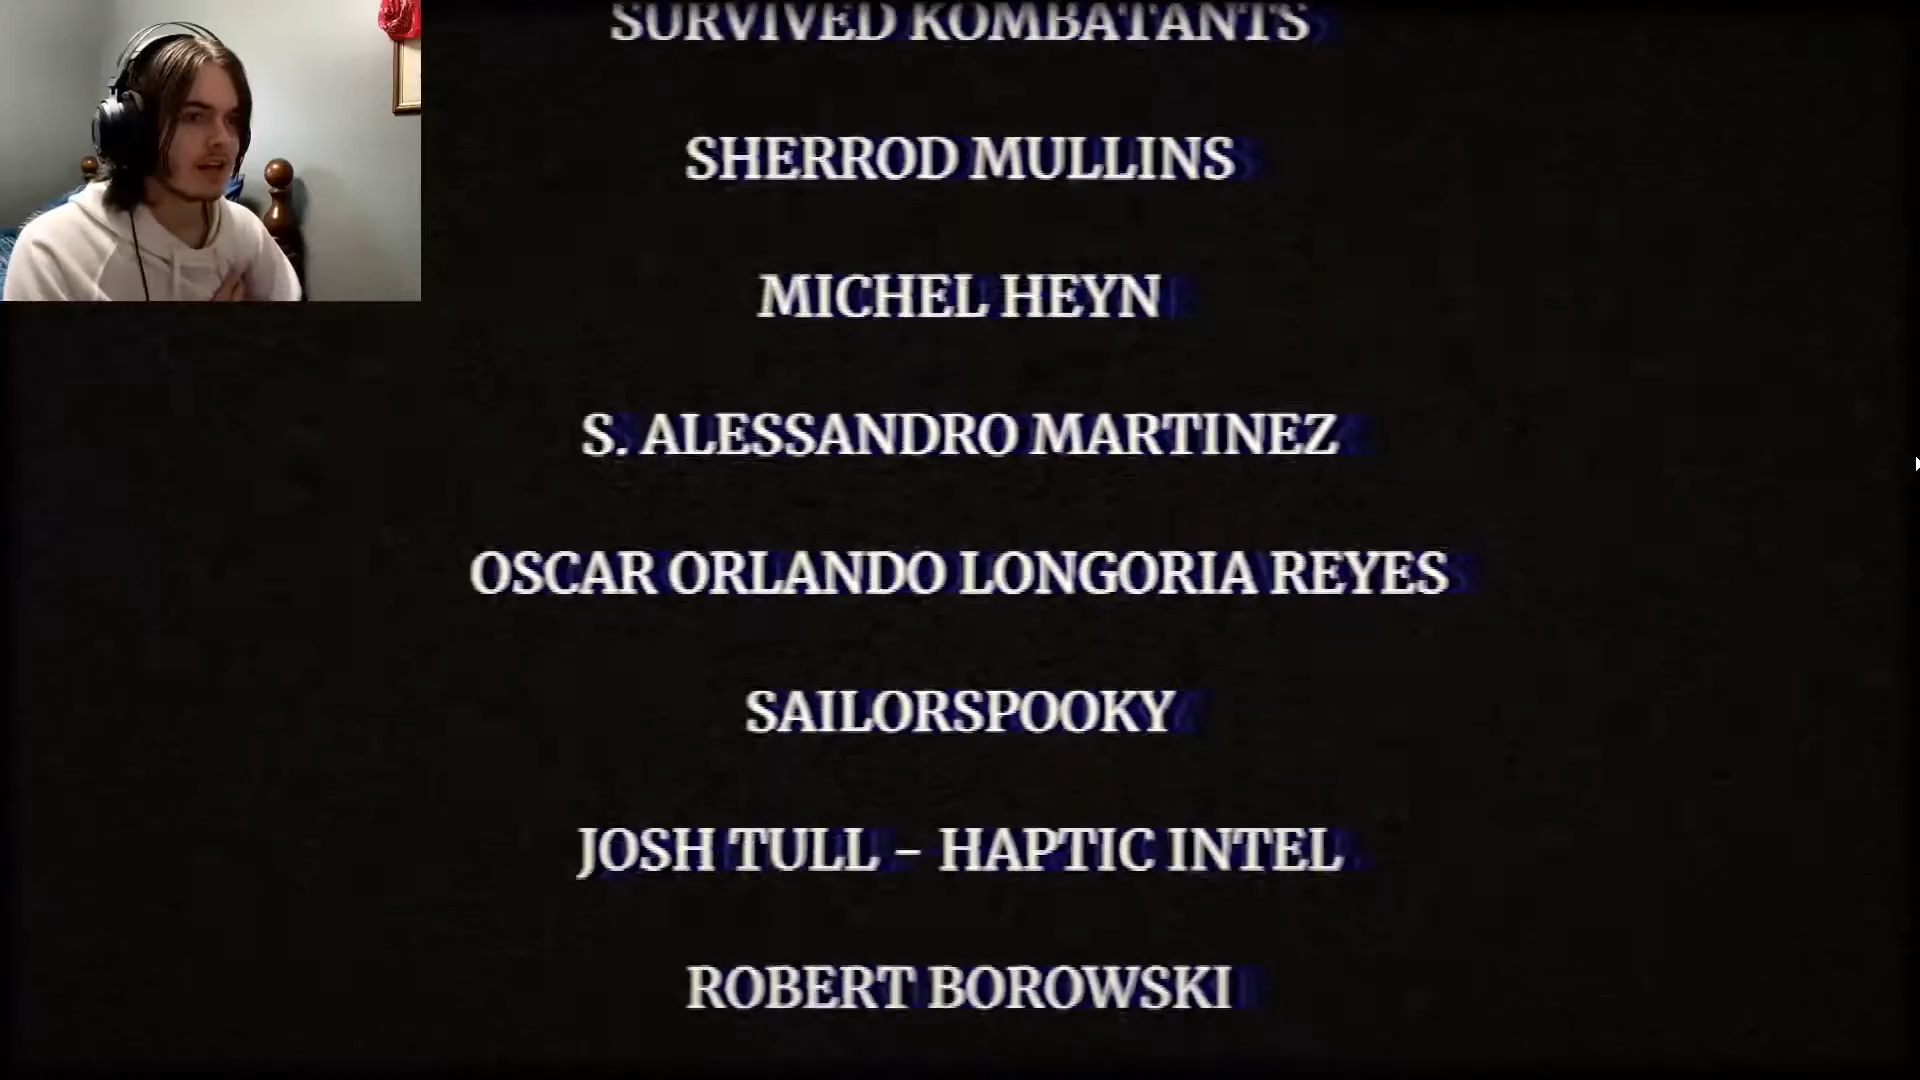 SURVIVED KOMBATANTS
SHERROD MULLINS
MICHEL HEYN
S. ALESSANDRO MARTINEZ
OSCAR ORLANDO LONGORIA REYES
SAILORSPOOKY
JOSH TULL - HAPTIC INTEL
ROBERT BOROWSKI